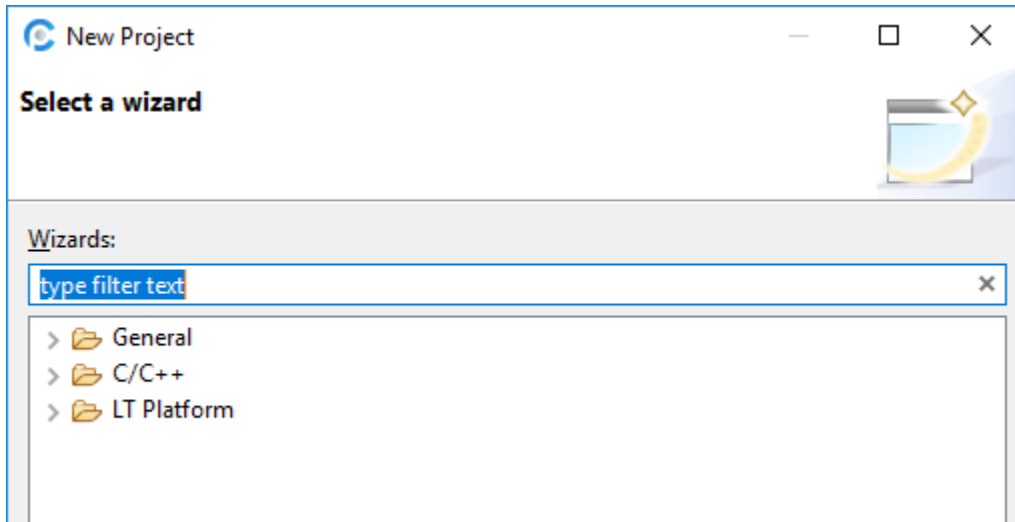 New Project
Select a wizard
Wizards:
type filter text
General
C/C++
LT Platform